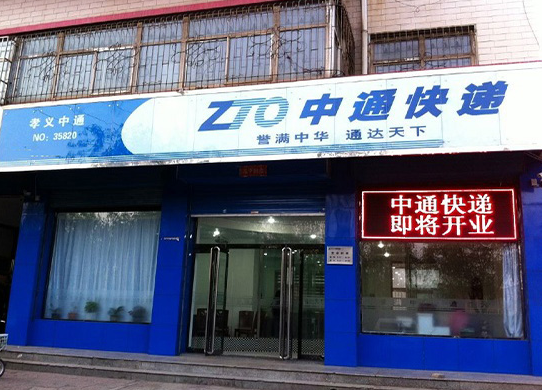 孝义中通
NO: 35820
ZTO 中通快递
誉满中华 通达天下
中通快递
即将开业